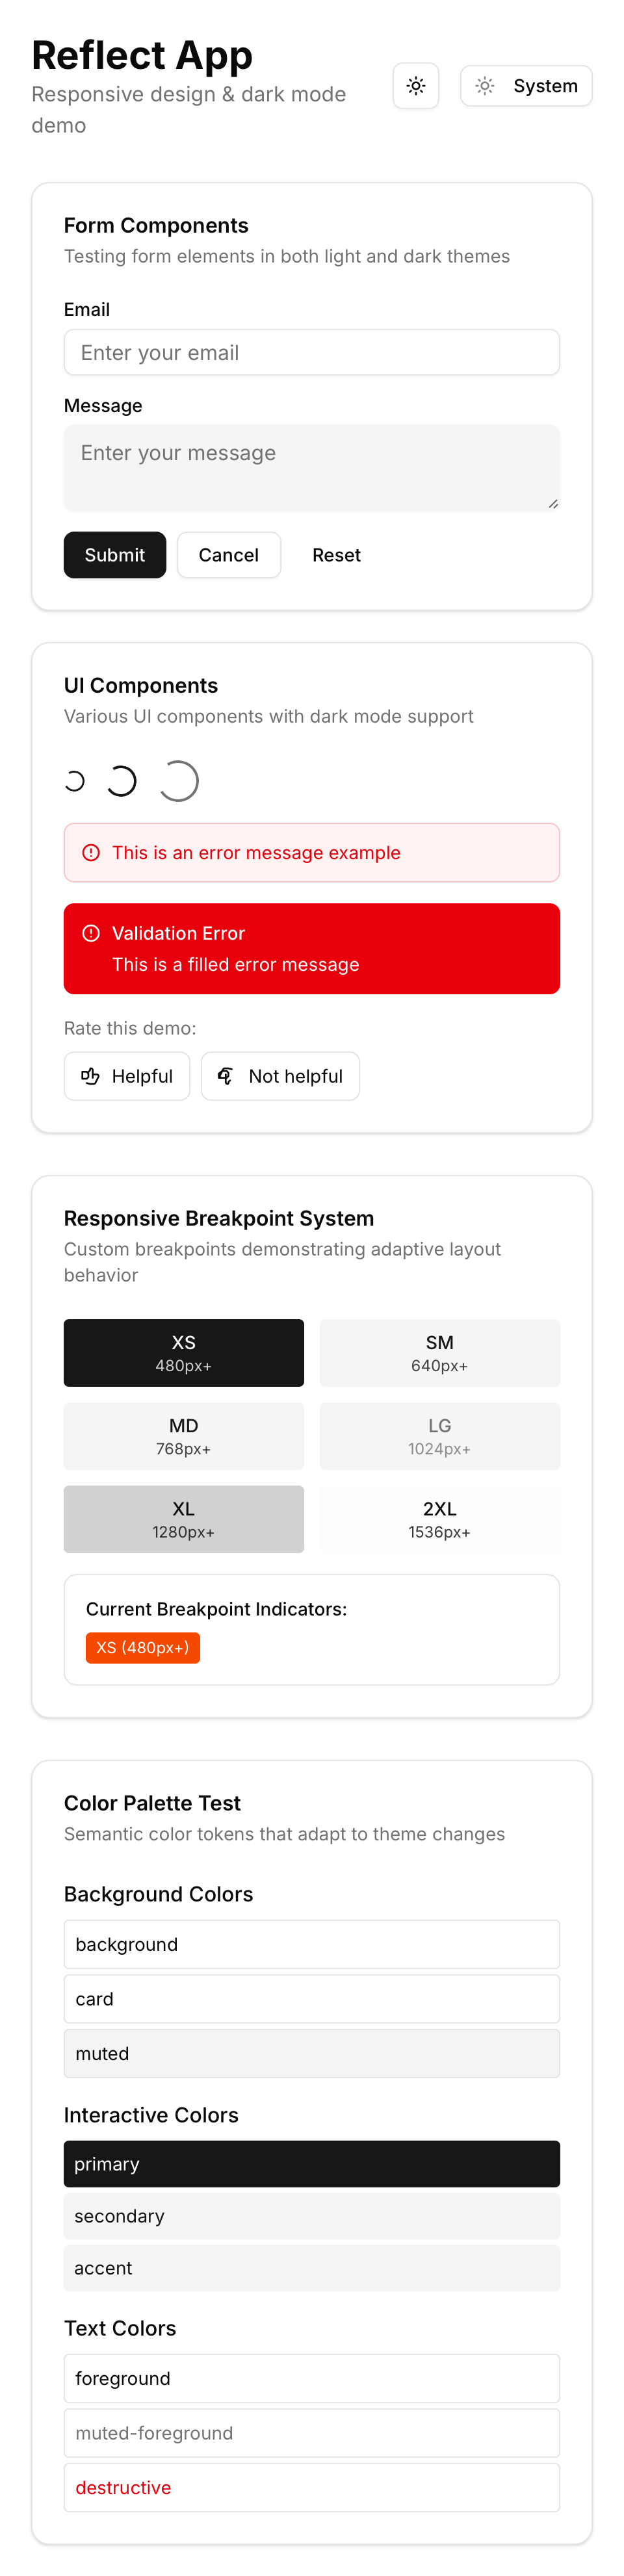 Reflect App
Responsive design & dark mode
demo
System
Form Components
Testing form elements in both light and dark themes
Email
Enter your email
Message
Enter your message
Submit
Cancel
Reset
UI Components
Various UI components with dark mode support
This is an error message example
Validation Error
This is a filled error message
Rate this demo:
Helpful
Not helpful
Responsive Breakpoint System
Custom breakpoints demonstrating adaptive layout
behavior
XS
480px+
SM
640px+
MD
768px+
LG
1024px+
XL
1280px+
2XL
1536px+
Current Breakpoint Indicators:
XS (480px+)
Color Palette Test
Semantic color tokens that adapt to theme changes
Background Colors
background
card
muted
Interactive Colors
primary
secondary
accent
Text Colors
foreground
muted-foreground
destructive